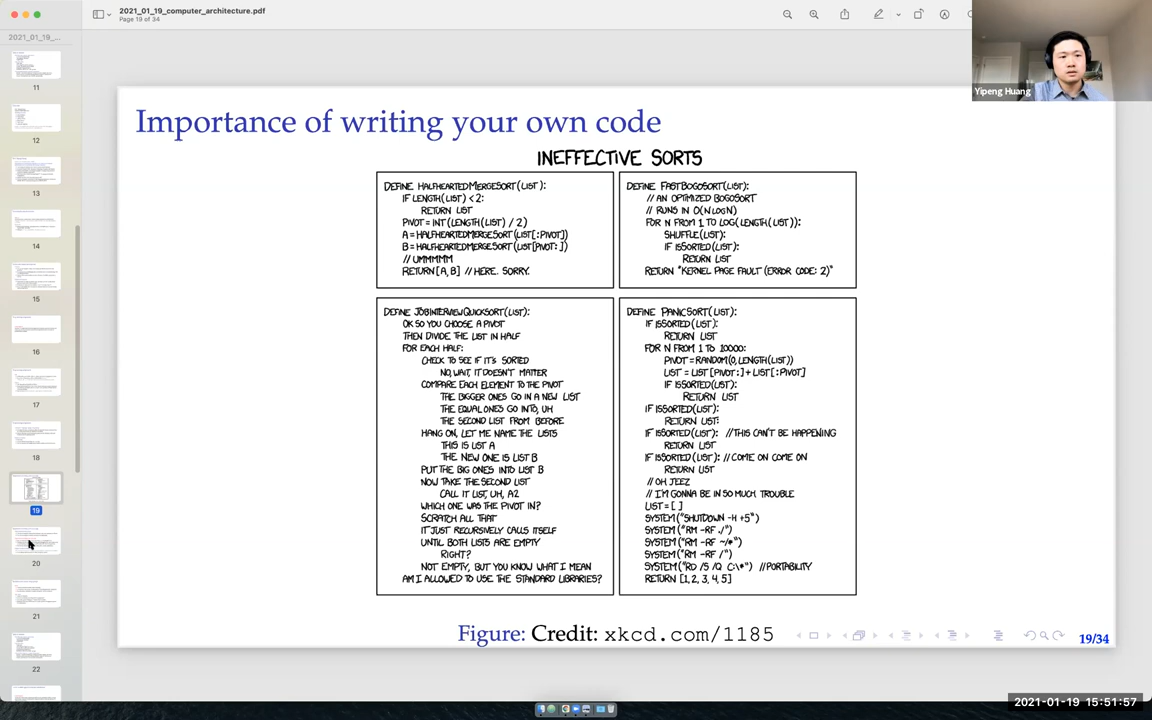 2021_01_19_computer_architecture.pdf
Page 19 of 34
2021_01_19_...
11
12
13
14
15
16
17
18
19
20
21
22
Yipeng Huang
Importance of writing your own code
INEFFECTIVE SORTS
DEFINE HALFHEARTEDMERGESORT(LIST):
IF LENGTH(LIST) < 2:
RETURN LIST
PIVOT = INT(LENGTH(LIST) / 2)
A = HALFHEARTEDMERGESORT(LIST[:PIVOT])
B = HALFHEARTEDMERGESORT(LIST[PIVOT:])
// UMMMMM
RETURN [A, B] // HERE. SORRY.
DEFINE FASTBOGOSORT(LIST):
// AN OPTIMIZED BOGOSORT
// RUNS IN O(N LOGN)
FOR N FROM 1 TO LOG(LENGTH(LIST)):
SHUFFLE(LIST):
IF ISSORTED(LIST):
RETURN LIST
RETURN "KERNEL PAGE FAULT (ERROR CODE: 2)"
DEFINE JOBINTERVIEWQUICKSORT(LIST):
OK SO YOU CHOOSE A PIVOT
THEN DIVIDE THE LIST IN HALF
FOR EACH HALF:
CHECK TO SEE IF IT'S SORTED
NO, WAIT, IT DOESN'T MATTER
COMPARE EACH ELEMENT TO THE PIVOT
THE BIGGER ONES GO IN A NEW LIST
THE EQUAL ONES GO INTO, UH
THE SECOND LIST FROM BEFORE
HANG ON, LET ME NAME THE LISTS
THIS IS LIST A
THE NEW ONE IS LIST B
PUT THE BIG ONES INTO LIST B
NOW TAKE THE SECOND LIST
CALL IT LIST, UH, A2
WHICH ONE WAS THE PIVOT IN?
SCRATCH ALL THAT
IT JUST RECURSIVELY CALLS ITSELF
UNTIL BOTH LISTS ARE EMPTY
RIGHT?
NOT EMPTY, BUT YOU KNOW WHAT I MEAN
AM I ALLOWED TO USE THE STANDARD LIBRARIES?
DEFINE PANICSORT(LIST):
IF ISSORTED(LIST):
RETURN LIST
FOR N FROM 1 TO 10000:
PIVOT = RANDOM(0, LENGTH(LIST))
LIST = LIST[PIVOT:] + LIST[:PIVOT]
IF ISSORTED(LIST):
RETURN LIST
IF ISSORTED(LIST):
RETURN LIST:
IF ISSORTED(LIST): // THIS CAN'T BE HAPPENING
RETURN LIST
IF ISSORTED(LIST): // COME ON COME ON
RETURN LIST
// OH JEEZ
// I'M GONNA BE IN SO MUCH TROUBLE
LIST = [ ]
SYSTEM("SHUTDOWN -H +5")
SYSTEM("RM -RF ./")
SYSTEM("RM -RF ~/*")
SYSTEM("RM -RF /")
SYSTEM("RD /S /Q C:\*") // PORTABILITY
RETURN [1, 2, 3, 4, 5]
Figure: Credit: xkcd.com/1185
19/34
2021-01-19 15:51:57